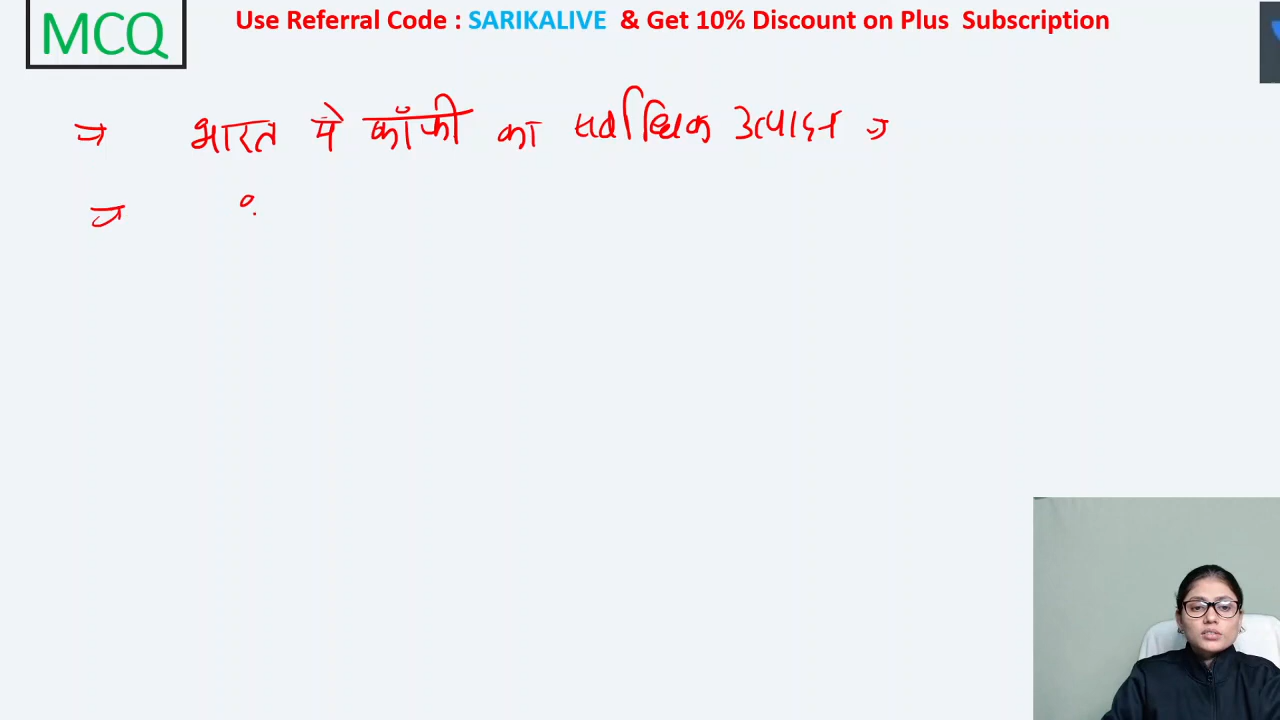 MCQ
Use Referral Code : SARIKALIVE & Get 10% Discount on Plus Subscription
⇒ भारत मे कॉफी का सर्वाधिक उत्पादन ⇒
⇒